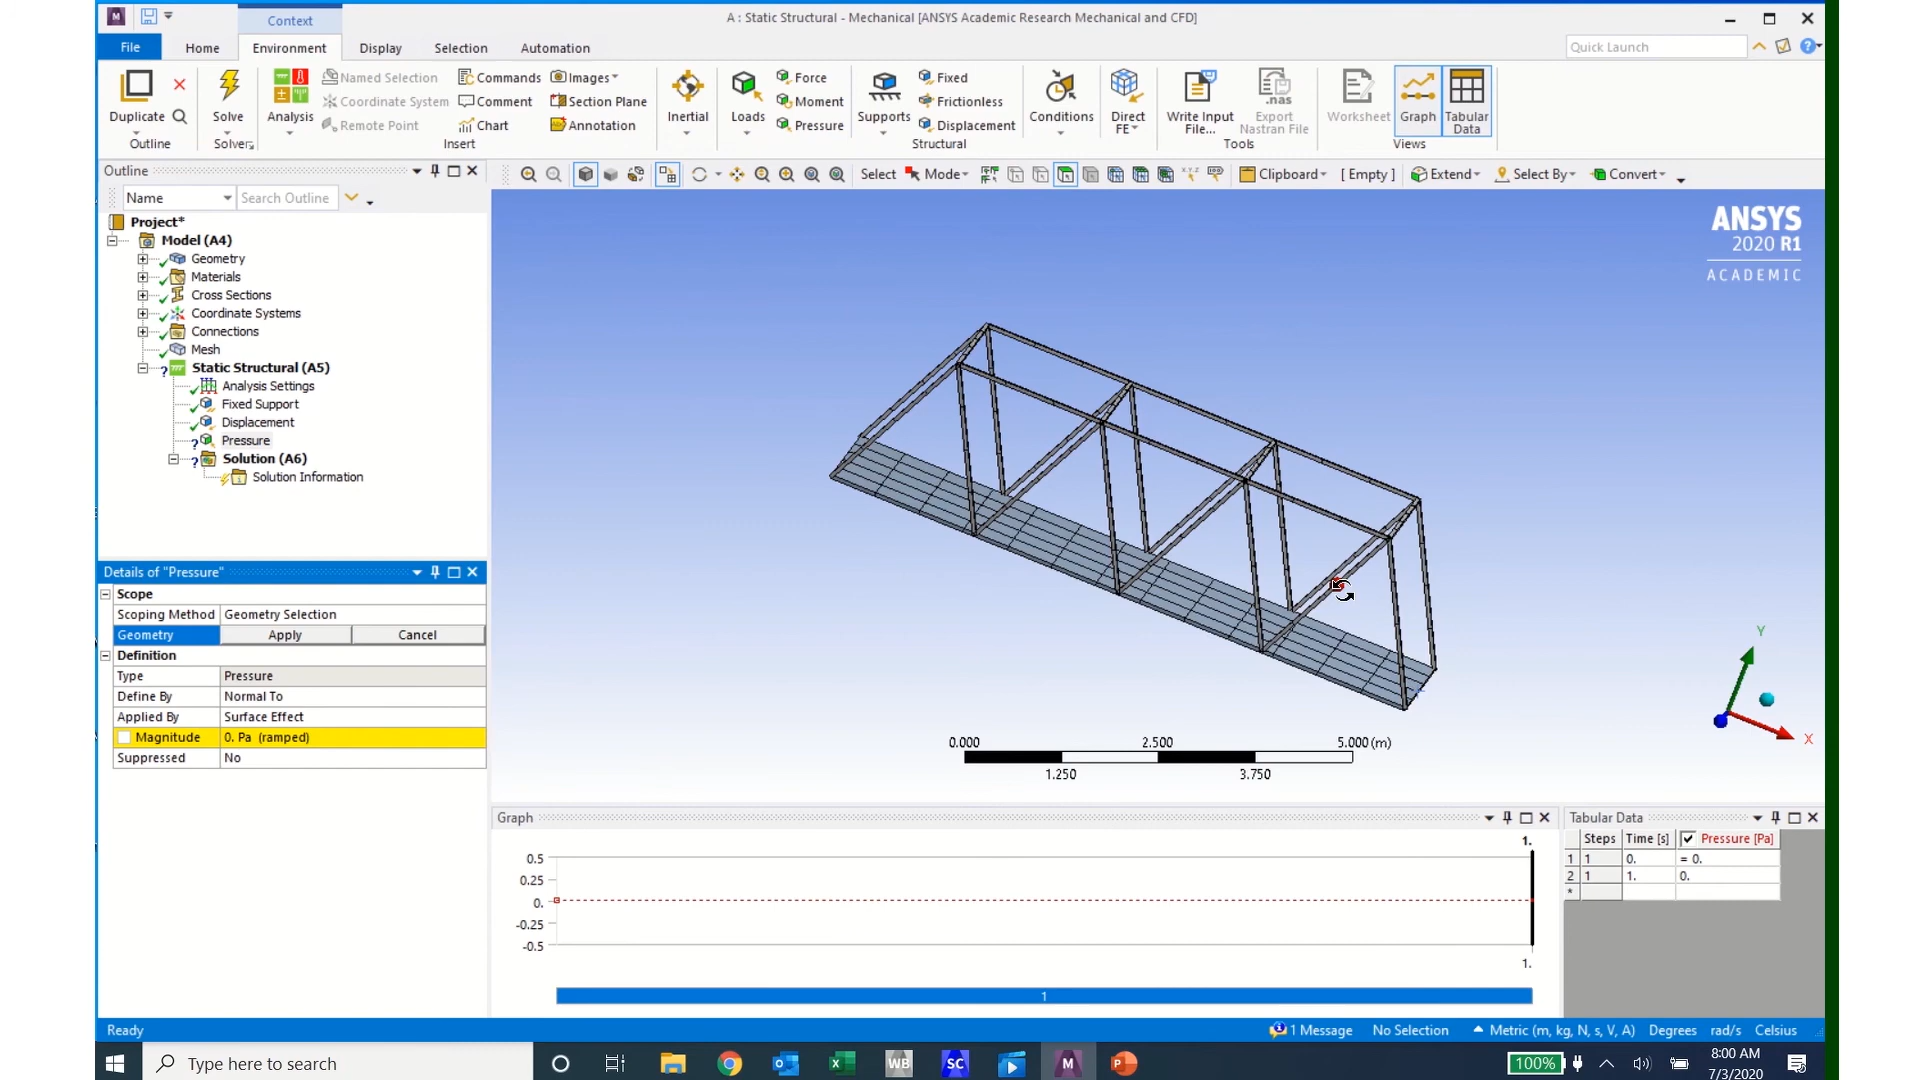 Context
A : Static Structural - Mechanical [ANSYS Academic Research Mechanical and CFD]
File
Home
Environment
Display
Selection
Automation
Quick Launch
Duplicate
Outline
Solve
Solver
Analysis
Named Selection
Coordinate System
Remote Point
Commands
Comment
Chart
Images
Section Plane
Annotation
Insert
Inertial
Loads
Force
Moment
Pressure
Supports
Fixed
Frictionless
Displacement
Structural
Conditions
Direct
FE
Write Input
File...
.nas
Export
Nastran File
Tools
Worksheet
Graph
Tabular
Data
Views
Outline
Name
Search Outline
Select
Mode
Clipboard
[ Empty ]
Extend
Select By
Convert
Project*
Model (A4)
Geometry
Materials
Cross Sections
Coordinate Systems
Connections
Mesh
Static Structural (A5)
Analysis Settings
Fixed Support
Displacement
Pressure
Solution (A6)
Solution Information
Details of "Pressure"
Scope
Scoping Method Geometry Selection
Geometry Apply Cancel
Definition
Type Pressure
Define By Normal To
Applied By Surface Effect
Magnitude 0. Pa (ramped)
Suppressed No
ANSYS
2020 R1
ACADEMIC
0.000 2.500 5.000 (m)
1.250 3.750
Y
X
Graph
1.
0.5
0.25
0.
-0.25
-0.5
1.
1
Tabular Data
Steps Time [s] Pressure [Pa]
1 1 0. = 0.
2 1 1. 0.
*
Ready
1 Message
No Selection
Metric (m, kg, N, s, V, A)
Degrees
rad/s
Celsius
Type here to search
WB
SC
M
100%
8:00 AM
7/3/2020